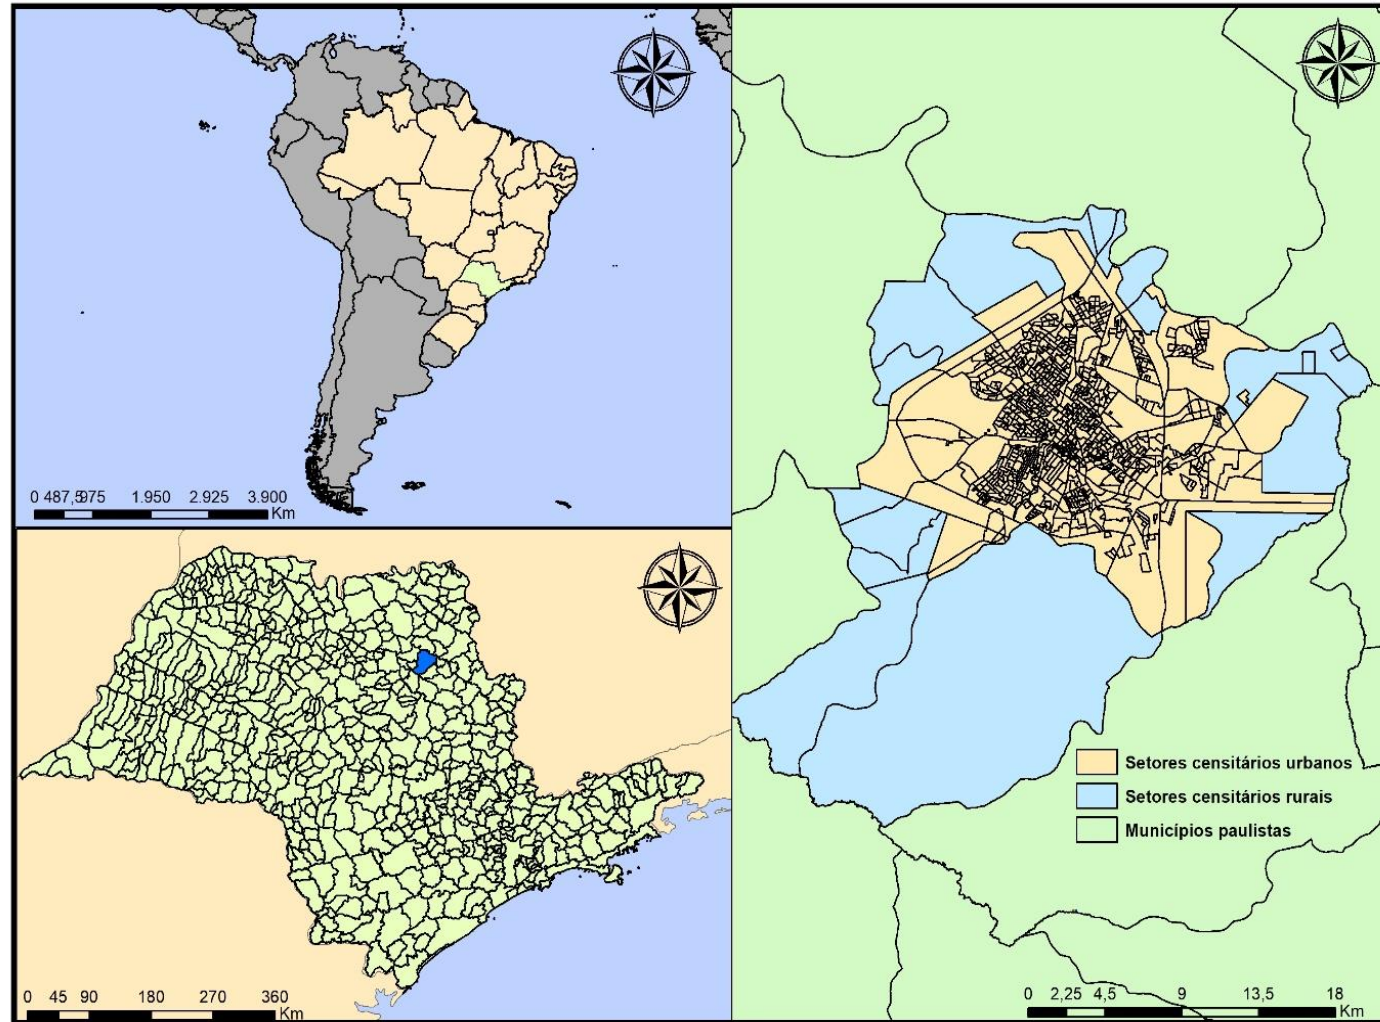 0 487,5975 1.950 2.925 3.900
Km
0 45 90 180 270 360
Km
Setores censitários urbanos
Setores censitários rurais
Municípios paulistas
0 2,25 4,5 9 13,5 18
Km